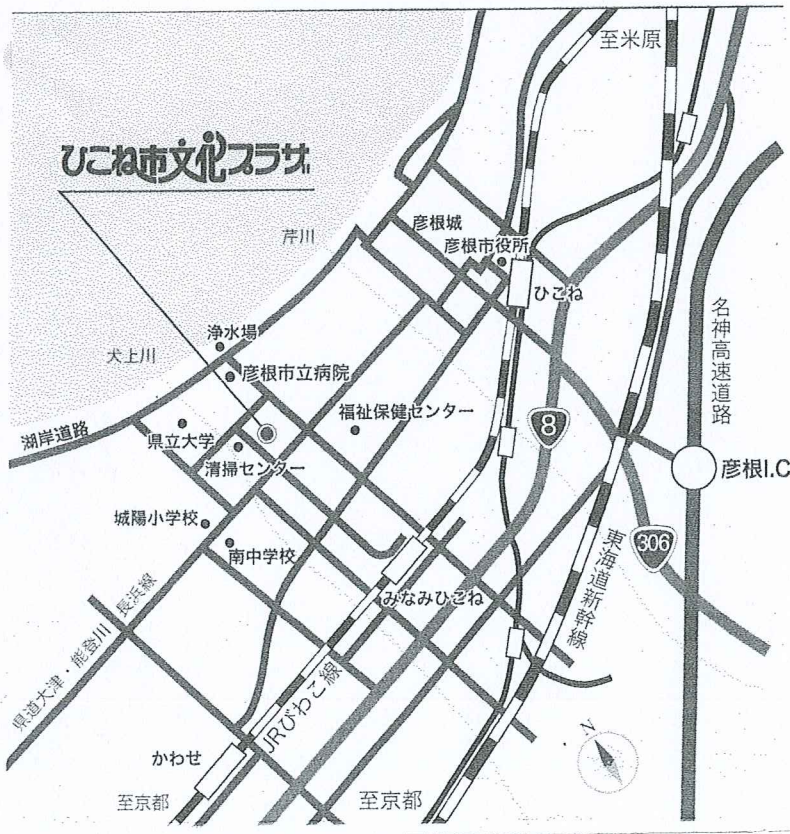 至米原
ひこね市文化プラザ
芹川
彦根城
彦根市役所
ひこね
名神高速道路
浄水場
犬上川
彦根市立病院
福祉保健センター
8
湖岸道路
県立大学
清掃センター
彦根I.C
城陽小学校
南中学校
306
東海道新幹線
みなみひこね
県道大津・能登川 長浜線
JRびわこ線
かわせ
N
至京都
至京都